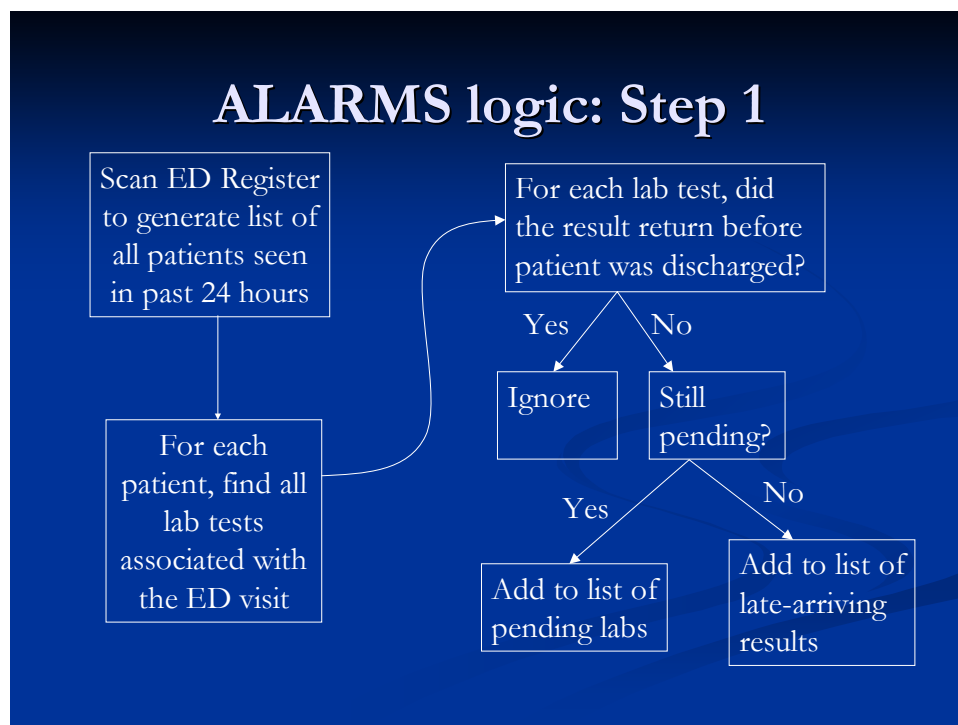 ALARMS logic: Step 1
Scan ED Register
to generate list of
all patients seen
in past 24 hours
For each
patient, find all
lab tests
associated with
the ED visit
For each lab test, did
the result return before
patient was discharged?
Yes
No
Ignore
Still
pending?
Yes
No
Add to list of
pending labs
Add to list of
late-arriving
results